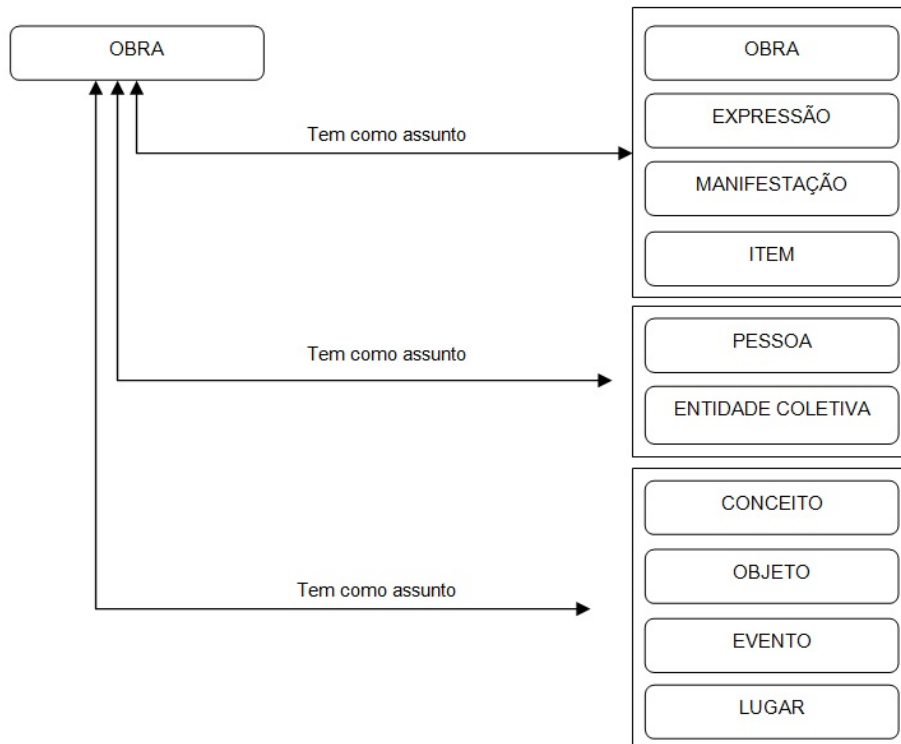 OBRA
OBRA
EXPRESSÃO
Tem como assunto
MANIFESTAÇÃO
ITEM
PESSOA
Tem como assunto
ENTIDADE COLETIVA
CONCEITO
OBJETO
Tem como assunto
EVENTO
LUGAR